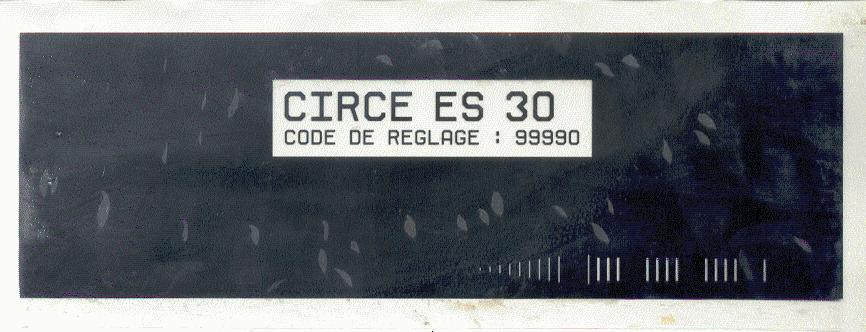 CIRCE ES 30
CODE DE REGLAGE : 99990